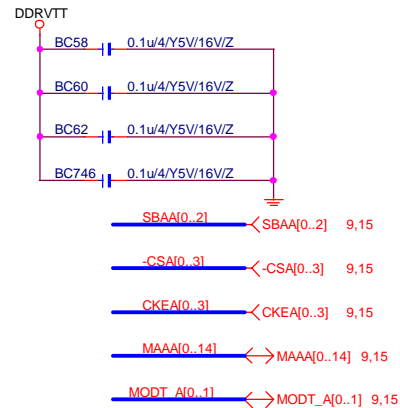 DDRVTT
BC58 0.1u/4/Y5V/16V/Z
BC60 0.1u/4/Y5V/16V/Z
BC62 0.1u/4/Y5V/16V/Z
BC746 0.1u/4/Y5V/16V/Z
SBAA[0..2] SBAA[0..2] 9,15
-CSA[0..3] -CSA[0..3] 9,15
CKEA[0..3] CKEA[0..3] 9,15
MAAA[0..14] MAAA[0..14] 9,15
MODT_A[0..1] MODT_A[0..1] 9,15